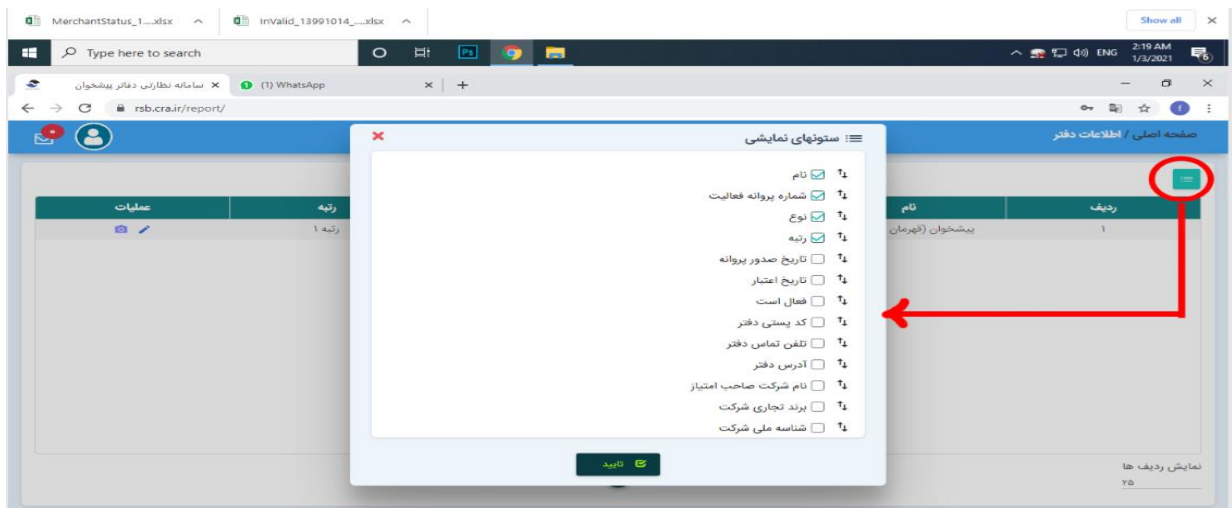 MerchantStatus_1....xlsx
InValid_13991014_....xlsx
Show all
Type here to search
Ps
ENG
2:19 AM
1/3/2021
سامانه نظارتی دفاتر پیشخوان
(1) WhatsApp
rsb.cra.ir/report/
صفحه اصلی / اطلاعات دفتر
ستونهای نمایشی
ردیف
نام
رتبه
عملیات
۱
پیشخوان (قهرمان
رتبه ۱
نام
شماره پروانه فعالیت
نوع
رتبه
تاریخ صدور پروانه
تاریخ اعتبار
فعال است
کد پستی دفتر
تلفن تماس دفتر
آدرس دفتر
نام شرکت صاحب امتیاز
برند تجاری شرکت
شناسه ملی شرکت
تایید
نمایش ردیف ها
۲۵